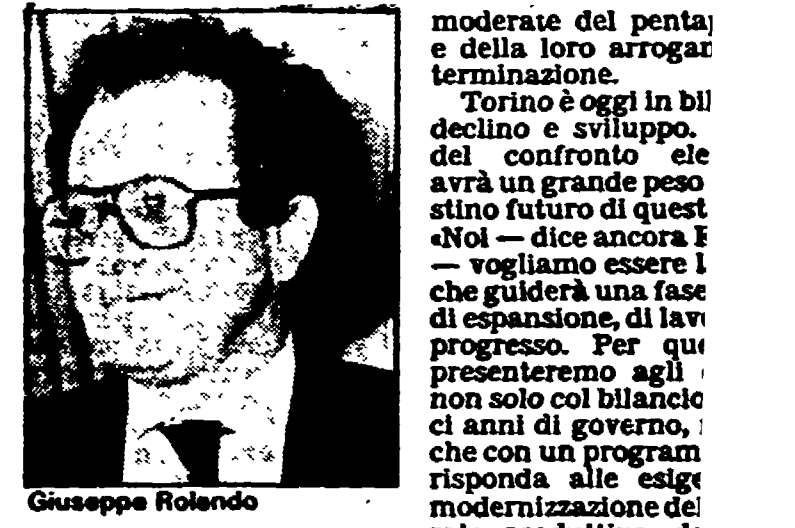 Giuseppe Rolando
moderate del penta
e della loro arrogan
terminazione.
Torino è oggi in bil
declino e sviluppo.
del confronto ele
avrà un grande peso
stino futuro di quest
«Noi — dice ancora
— vogliamo essere
che guiderà una fase
di espansione, di lav
progresso. Per que
presenteremo agli
non solo col bilancio
ci anni di governo,
che con un program
risponda alle esige
modernizzazione del